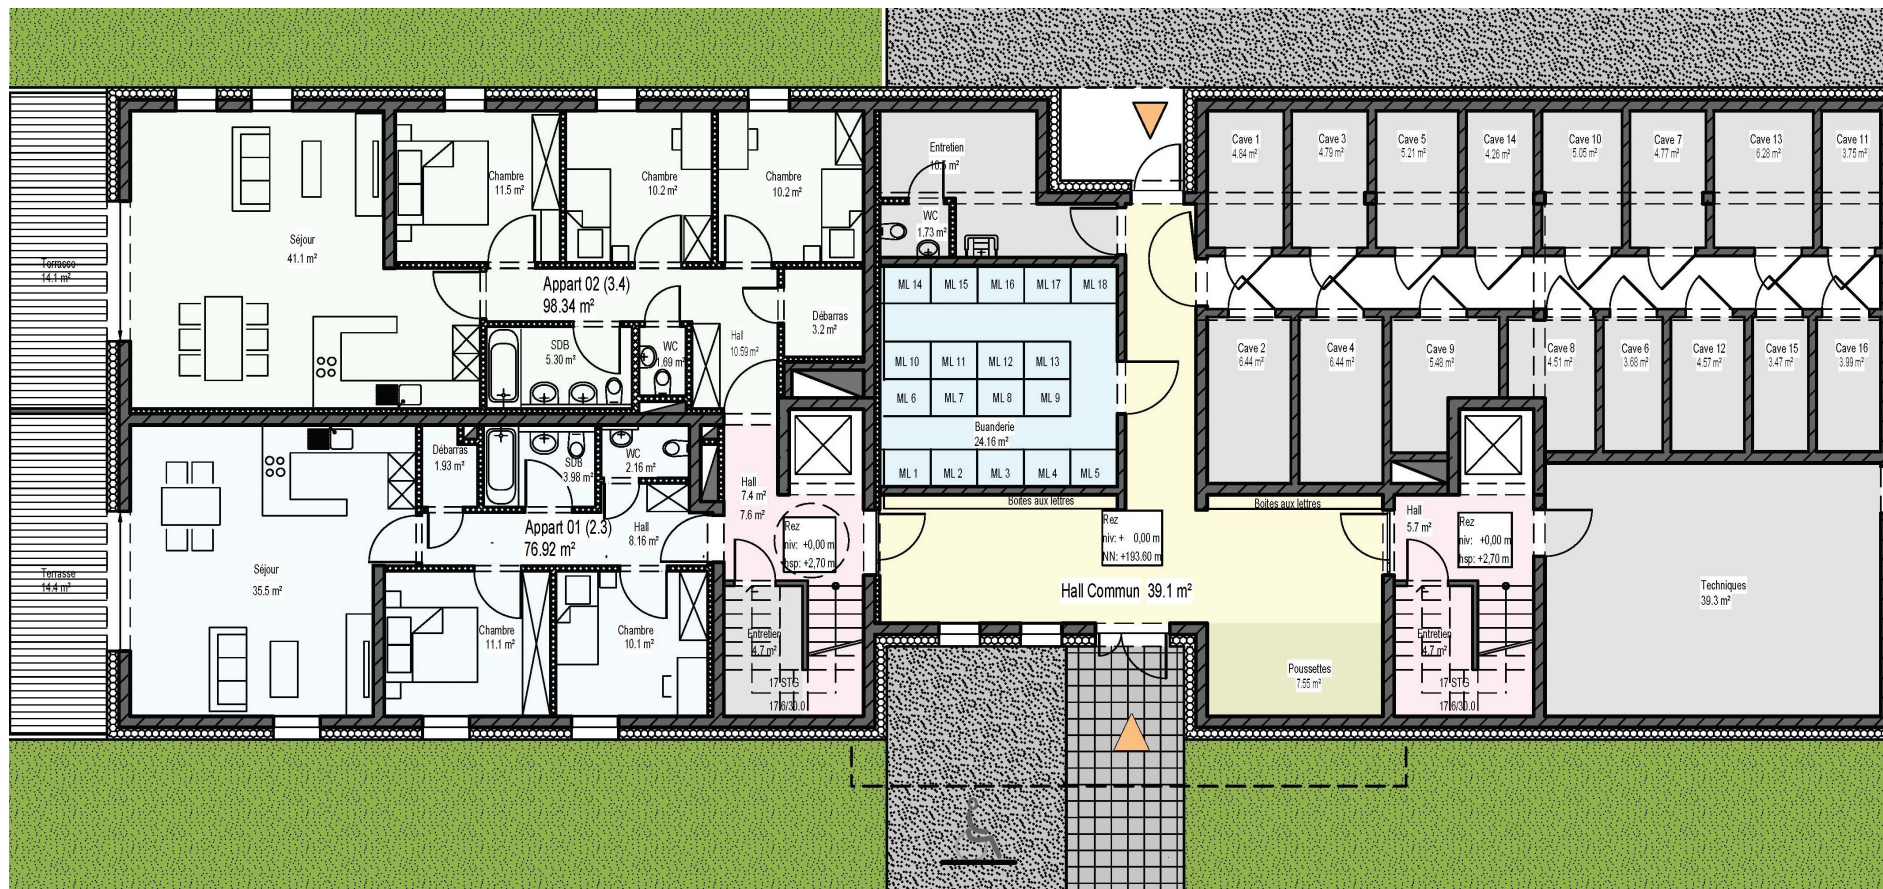 Cave 1
4.84 m²
Cave 3
4.79 m²
Cave 5
5.21 m²
Cave 14
4.26 m²
Cave 10
5.05 m²
Cave 7
4.77 m²
Cave 13
6.28 m²
Cave 11
3.75 m²
Entretien
Chambre
11.5 m²
Chambre
10.2 m²
Chambre
10.2 m²
WC
1.73 m²
Séjour
41.1 m²
Terrasse
14.1 m²
Appart 02 (3.4)
98.34 m²
Débarras
3.2 m²
Hall
10.59 m²
SDB
5.30 m²
WC
1.69 m²
ML 14
ML 15
ML 16
ML 17
ML 18
ML 10
ML 11
ML 12
ML 13
ML 6
ML 7
ML 8
ML 9
Buanderie
24.16 m²
ML 1
ML 2
ML 3
ML 4
ML 5
Cave 2
6.44 m²
Cave 4
6.44 m²
Cave 9
5.48 m²
Cave 8
4.51 m²
Cave 6
3.68 m²
Cave 12
4.57 m²
Cave 15
3.47 m²
Cave 16
3.99 m²
Débarras
1.93 m²
SDB
3.98 m²
WC
2.16 m²
Hall
7.4 m²
7.6 m²
Boites aux lettres
Boites aux lettres
Appart 01 (2.3)
76.92 m²
Hall
8.16 m²
Rez
niv: +0,00 m
hsp: +2,70 m
Rez
niv: + 0,00 m
NN: +193.60 m
Hall
5.7 m²
Rez
niv: +0,00 m
hsp: +2,70 m
Séjour
35.5 m²
Terrasse
14.4 m²
Hall Commun 39.1 m²
Techniques
39.3 m²
Chambre
11.1 m²
Chambre
10.1 m²
Entretien
4.7 m²
17 STG
17.6/30.0
Poussettes
7.55 m²
Entretien
4.7 m²
17 STG
17.6/30.0